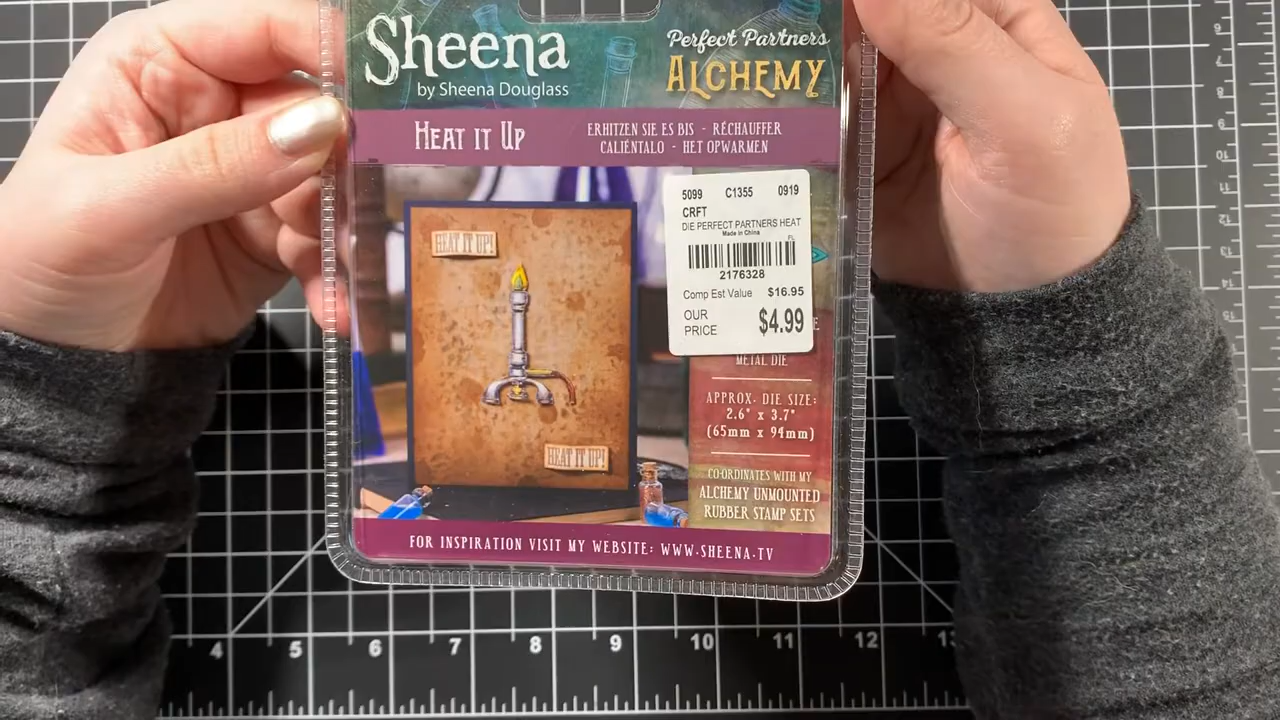 Sheena
by Sheena Douglass
Perfect Partners
ALCHEMY
HEAT IT UP
ERHITZEN SIE ES BIS - RÉCHAUFFER
CALIÉNTALO - HET OPWARMEN
5099 C1355 0919
CRFT
DIE PERFECT PARTNERS HEAT
Made in China
FL
2176328
Comp Est Value $16.95
OUR
PRICE $4.99
HEAT IT UP!
HEAT IT UP!
METAL DIE
APPROX. DIE SIZE:
2.6" x 3.7"
(65mm x 94mm)
CO-ORDINATES WITH MY
ALCHEMY UNMOUNTED
RUBBER STAMP SETS
FOR INSPIRATION VISIT MY WEBSITE: WWW.SHEENA.TV
4 5 6 7 8 9 10 11 12 13